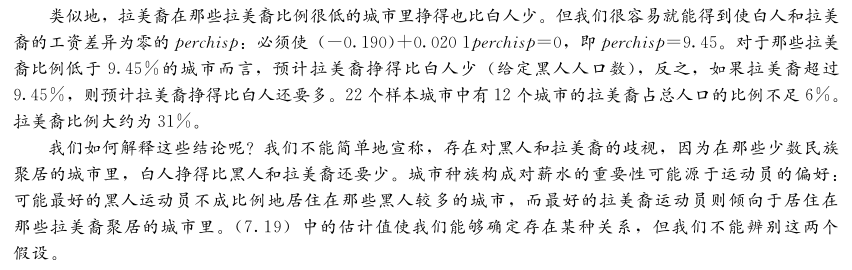 类似地，拉美裔在那些拉美裔比例很低的城市里挣得也比白人少。但我们很容易就能得到使白人和拉美
裔的工资差异为零的 perchisp：必须使（−0.190)＋0.020 1perchisp＝0，即 perchisp＝9.45。对于那些拉美
裔比例低于 9.45％的城市而言，预计拉美裔挣得比白人少（给定黑人人口数），反之，如果拉美裔超过
9.45％，则预计拉美裔挣得比白人还要多。22 个样本城市中有 12 个城市的拉美裔占总人口的比例不足 6％。
拉美裔比例大约为 31％。
我们如何解释这些结论呢？我们不能简单地宣称，存在对黑人和拉美裔的歧视，因为在那些少数民族
聚居的城市里，白人挣得比黑人和拉美裔还要少。城市种族构成对薪水的重要性可能源于运动员的偏好：
可能最好的黑人运动员不成比例地居住在那些黑人较多的城市，而最好的拉美裔运动员则倾向于居住在
那些拉美裔聚居的城市里。（7.19）中的估计值使我们能够确定存在某种关系，但我们不能辨别这两个
假设。